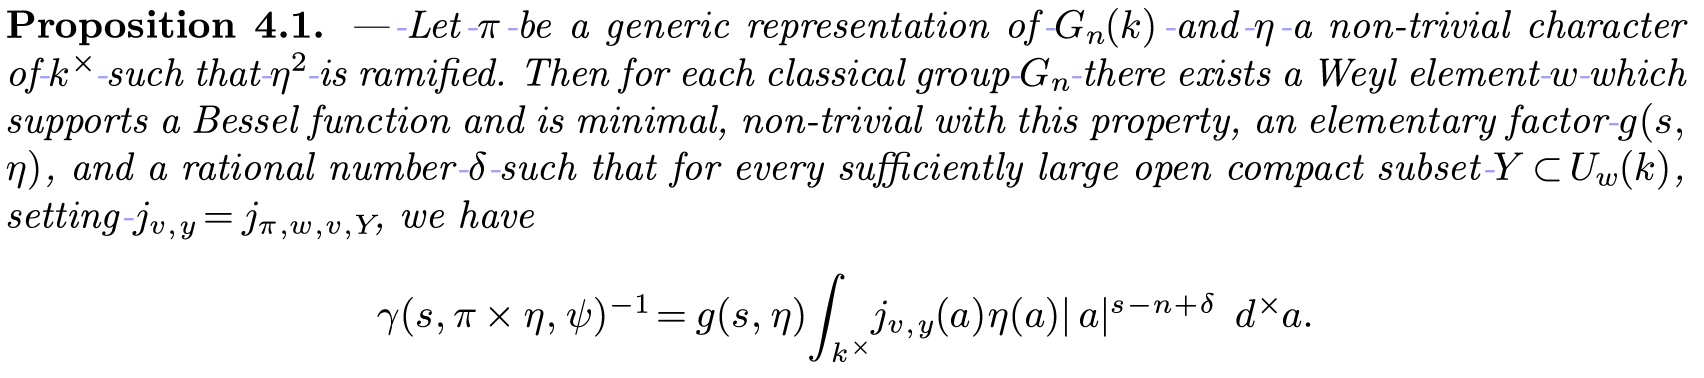 Proposition 4.1. — Let π be a generic representation of G_n(k) and η a non-trivial character
of k^× such that η² is ramified. Then for each classical group G_n there exists a Weyl element w which
supports a Bessel function and is minimal, non-trivial with this property, an elementary factor g(s,
η), and a rational number δ such that for every sufficiently large open compact subset Y ⊂ U_w(k),
setting j_{v,y} = j_{π,w,v,Y}, we have
γ(s, π × η, ψ)^{-1} = g(s, η) ∫_{k^×} j_{v,y}(a)η(a)| a|^{s-n+δ} d^×a.